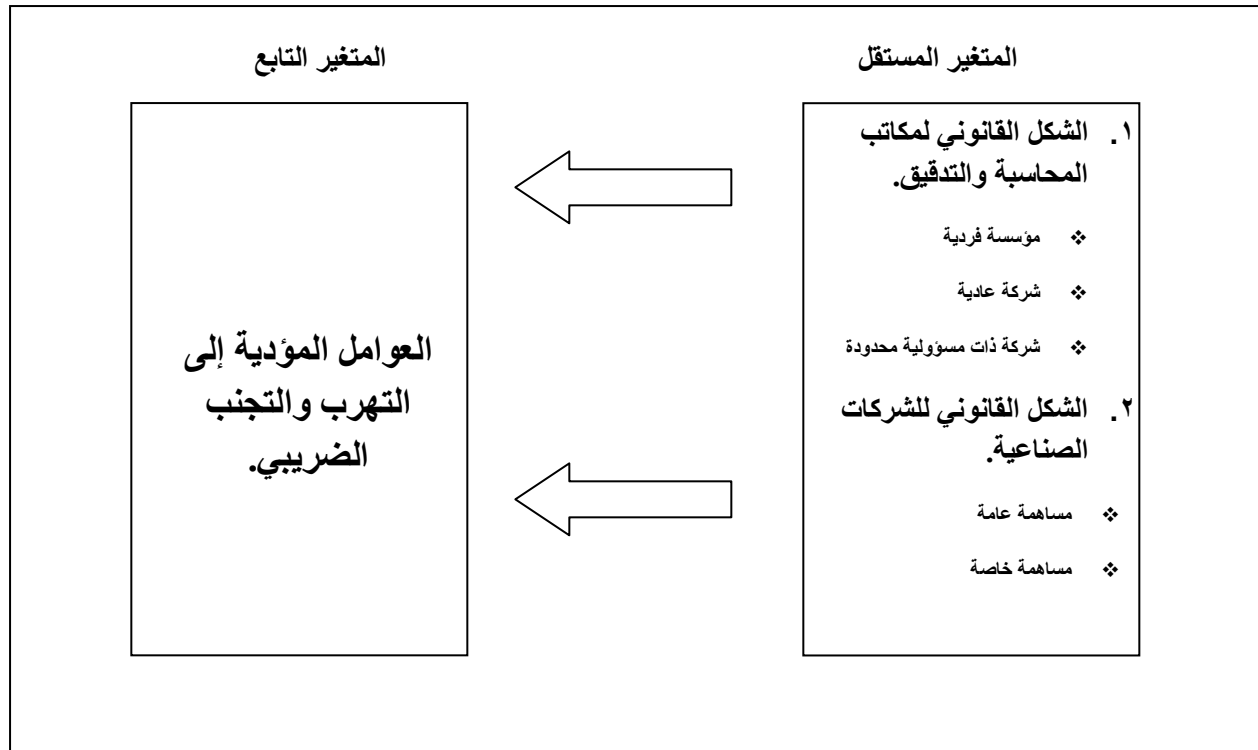 المتغير المستقل
المتغير التابع
١. الشكل القانوني لمكاتب
المحاسبة والتدقيق.
❖ مؤسسة فردية
❖ شركة عادية
❖ شركة ذات مسؤولية محدودة
٢. الشكل القانوني للشركات
الصناعية.
❖ مساهمة عامة
❖ مساهمة خاصة
العوامل المؤدية إلى
التهرب والتجنب
الضريبي.